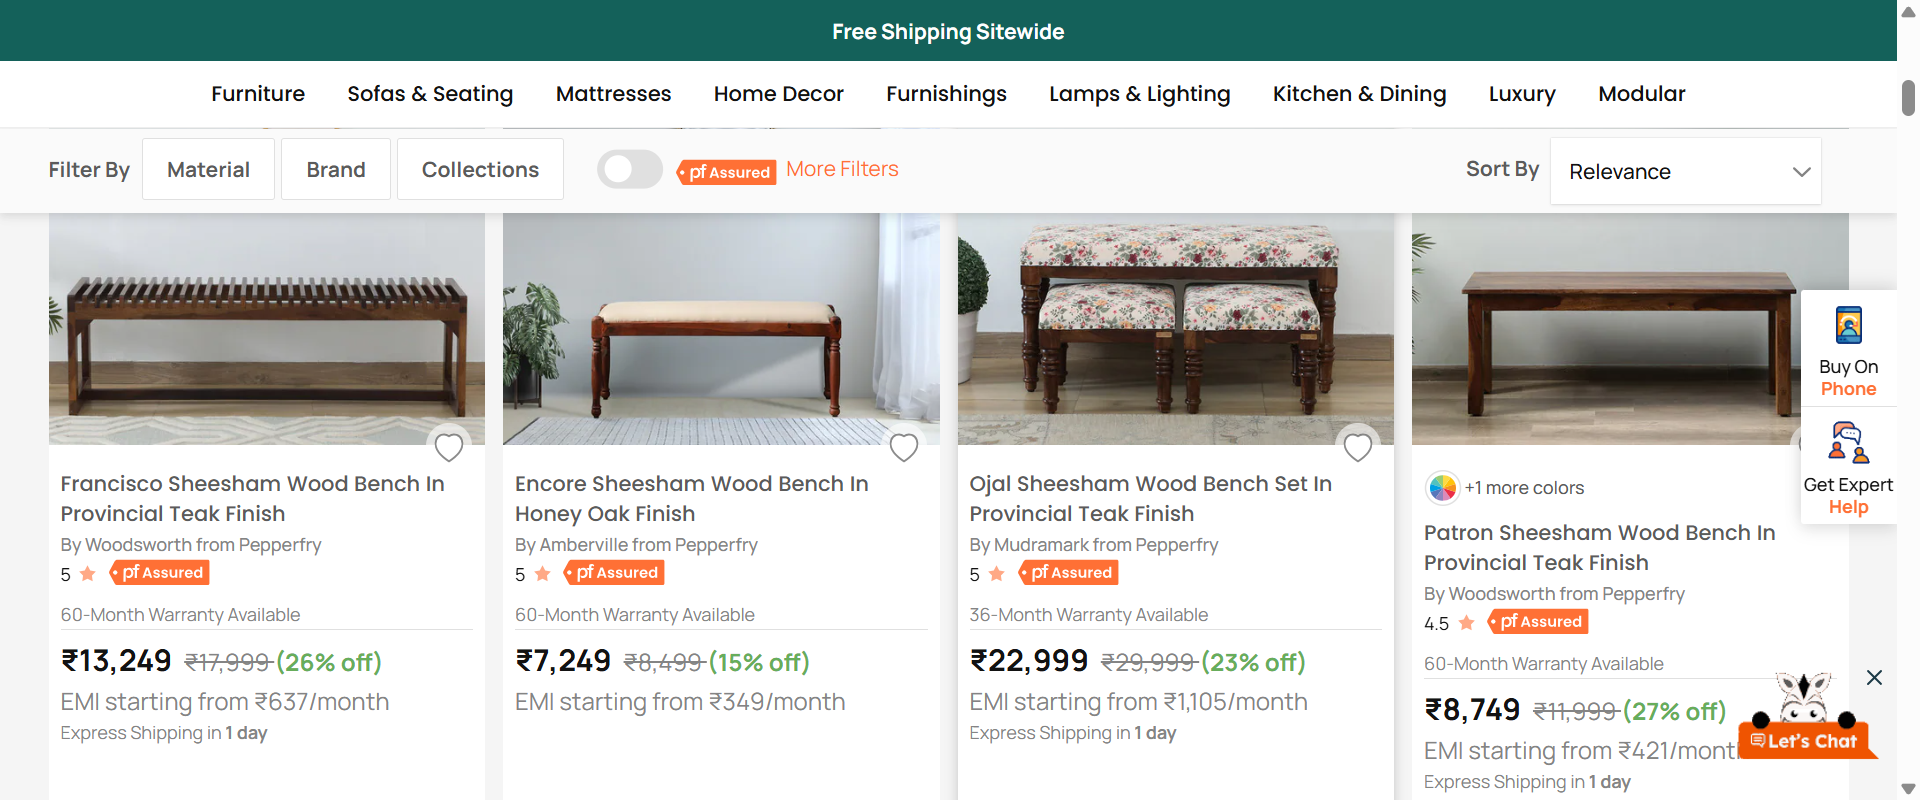 Free Shipping Sitewide
Furniture Sofas & Seating Mattresses Home Decor Furnishings Lamps & Lighting Kitchen & Dining Luxury Modular
Filter By Material Brand Collections pf Assured More Filters Sort By Relevance
Buy On
Phone
Get Expert
Help
Francisco Sheesham Wood Bench In
Provincial Teak Finish
By Woodsworth from Pepperfry
5 pf Assured
60-Month Warranty Available
₹13,249 ₹17,999 (26% off)
EMI starting from ₹637/month
Express Shipping in 1 day
Encore Sheesham Wood Bench In
Honey Oak Finish
By Amberville from Pepperfry
5 pf Assured
60-Month Warranty Available
₹7,249 ₹8,499 (15% off)
EMI starting from ₹349/month
Ojal Sheesham Wood Bench Set In
Provincial Teak Finish
By Mudramark from Pepperfry
5 pf Assured
36-Month Warranty Available
₹22,999 ₹29,999 (23% off)
EMI starting from ₹1,105/month
Express Shipping in 1 day
+1 more colors
Patron Sheesham Wood Bench In
Provincial Teak Finish
By Woodsworth from Pepperfry
4.5 pf Assured
60-Month Warranty Available
₹8,749 ₹11,999 (27% off)
EMI starting from ₹421/mont
Express Shipping in 1 day
Let's Chat